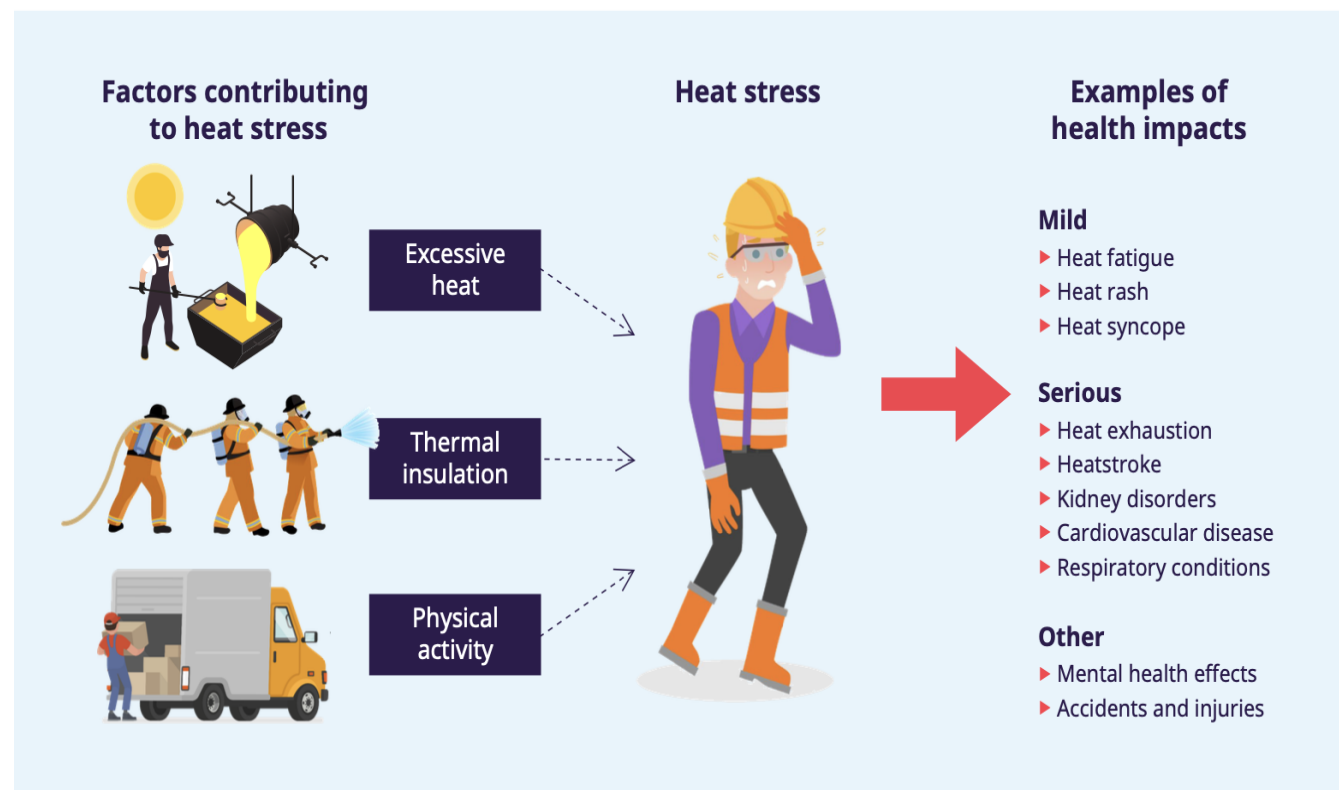 Factors contributing
to heat stress
Excessive
heat
Thermal
insulation
Physical
activity
Heat stress
Examples of
health impacts
Mild
Heat fatigue
Heat rash
Heat syncope
Serious
Heat exhaustion
Heatstroke
Kidney disorders
Cardiovascular disease
Respiratory conditions
Other
Mental health effects
Accidents and injuries